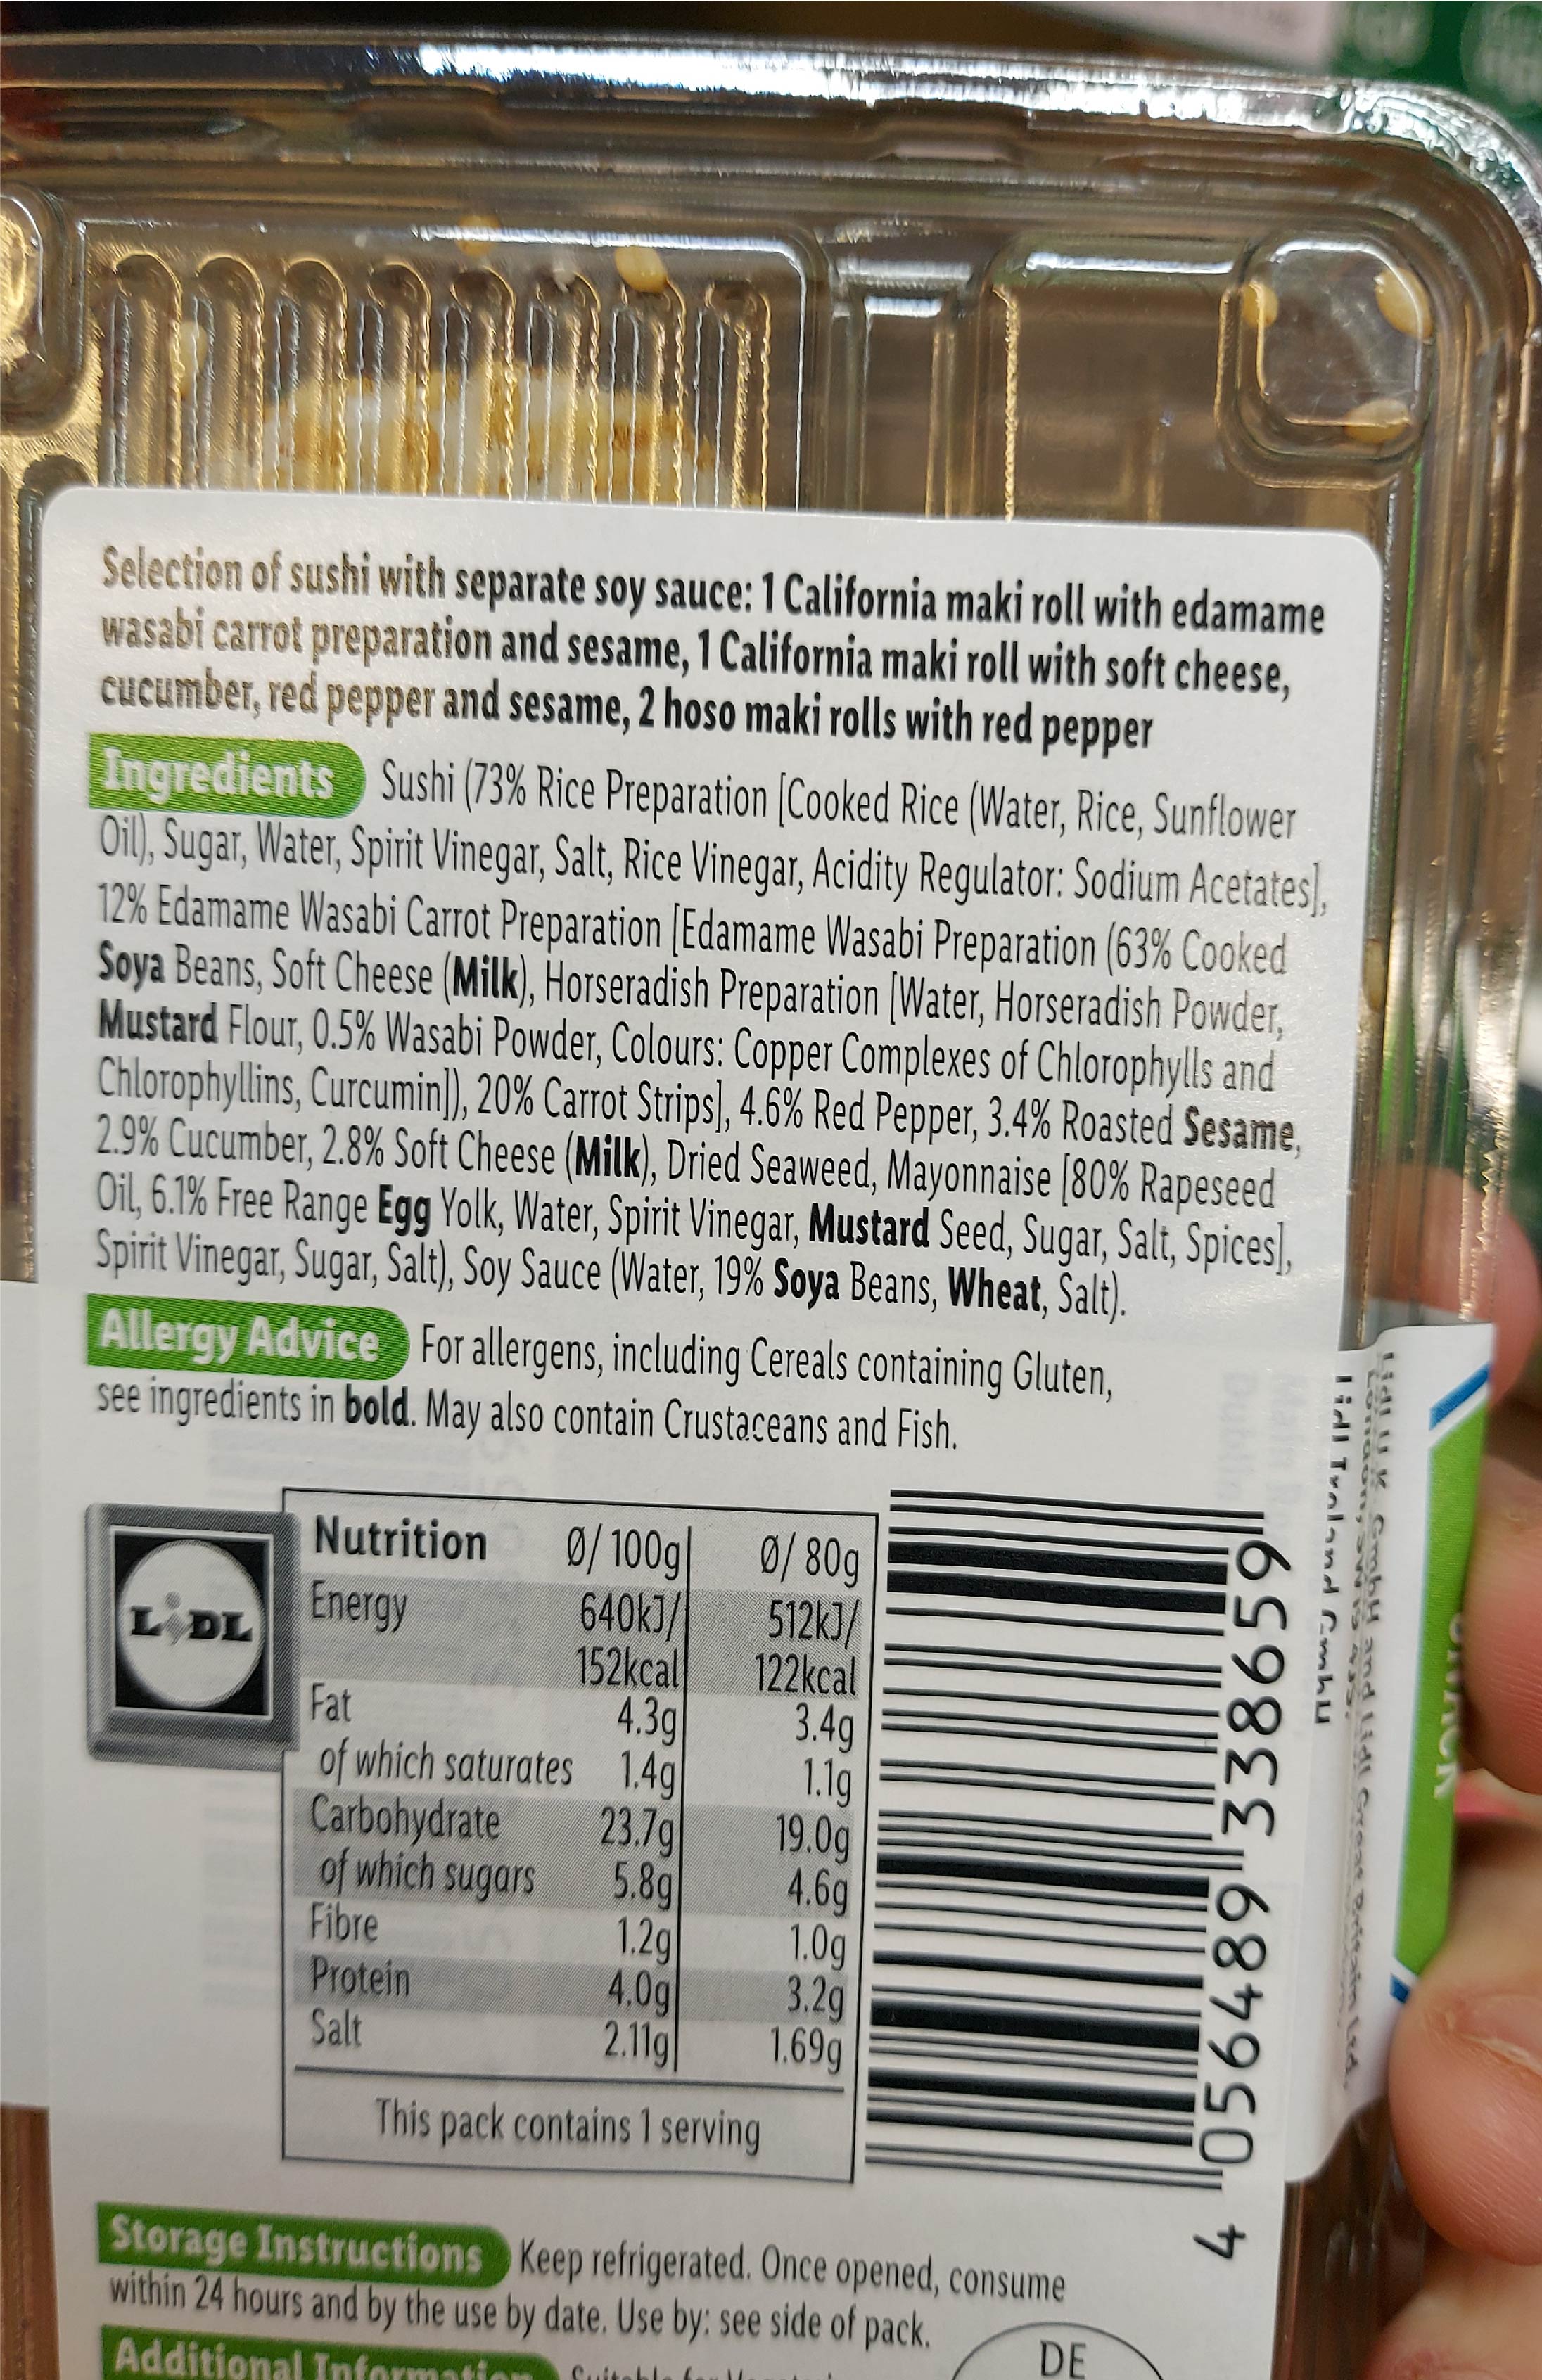 Selection of sushi with separate soy sauce: 1 California maki roll with edamame
wasabi carrot preparation and sesame, 1 California maki roll with soft cheese,
cucumber, red pepper and sesame, 2 hoso maki rolls with red pepper
Ingredients Sushi (73% Rice Preparation [Cooked Rice (Water, Rice, Sunflower
Oil), Sugar, Water, Spirit Vinegar, Salt, Rice Vinegar, Acidity Regulator: Sodium Acetates],
12% Edamame Wasabi Carrot Preparation [Edamame Wasabi Preparation (63% Cooked
Soya Beans, Soft Cheese (Milk), Horseradish Preparation [Water, Horseradish Powder,
Mustard Flour, 0.5% Wasabi Powder, Colours: Copper Complexes of Chlorophylls and
Chlorophyllins, Curcumin]), 20% Carrot Strips], 4.6% Red Pepper, 3.4% Roasted Sesame,
2.9% Cucumber, 2.8% Soft Cheese (Milk), Dried Seaweed, Mayonnaise [80% Rapeseed
Oil, 6.1% Free Range Egg Yolk, Water, Spirit Vinegar, Mustard Seed, Sugar, Salt, Spices],
Spirit Vinegar, Sugar, Salt), Soy Sauce (Water, 19% Soya Beans, Wheat, Salt).
Allergy Advice For allergens, including Cereals containing Gluten,
see ingredients in bold. May also contain Crustaceans and Fish.
LIDL
Nutrition Ø/ 100g Ø/ 80g
Energy 640kJ/ 512kJ/
152kcal 122kcal
Fat 4.3g 3.4g
of which saturates 1.4g 1.1g
Carbohydrate 23.7g 19.0g
of which sugars 5.8g 4.6g
Fibre 1.2g 1.0g
Protein 4.0g 3.2g
Salt 2.11g 1.69g
This pack contains 1 serving
4 056489 338659
Lidl Ireland GmbH
Lidl U.K. GmbH and Lidl Great Britain Ltd,
Storage Instructions Keep refrigerated. Once opened, consume
within 24 hours and by the use by date. Use by: see side of pack.
Additional Information Suitable for
DE